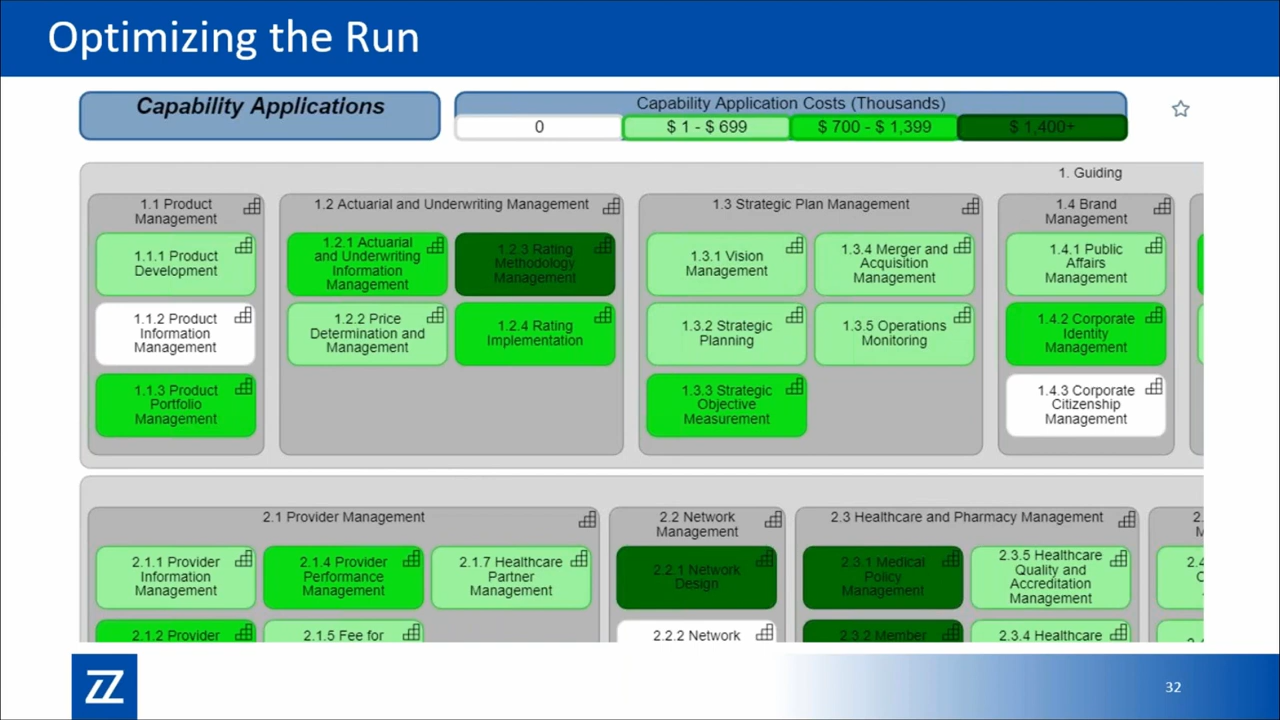 Optimizing the Run
Capability Applications
Capability Application Costs (Thousands)
0
$ 1 - $ 699
$ 700 - $ 1,399
$ 1,400+
1. Guiding
1.1 Product
Management
1.1.1 Product
Development
1.1.2 Product
Information
Management
1.1.3 Product
Portfolio
Management
1.2 Actuarial and Underwriting Management
1.2.1 Actuarial
and Underwriting
Information
Management
1.2.2 Price
Determination and
Management
1.2.3 Rating
Methodology
Management
1.2.4 Rating
Implementation
1.3 Strategic Plan Management
1.3.1 Vision
Management
1.3.2 Strategic
Planning
1.3.3 Strategic
Objective
Measurement
1.3.4 Merger and
Acquisition
Management
1.3.5 Operations
Monitoring
1.4 Brand
Management
1.4.1 Public
Affairs
Management
1.4.2 Corporate
Identity
Management
1.4.3 Corporate
Citizenship
Management
2.1 Provider Management
2.1.1 Provider
Information
Management
2.1.2 Provider
2.1.4 Provider
Performance
Management
2.1.5 Fee for
2.1.7 Healthcare
Partner
Management
2.2 Network
Management
2.2.1 Network
Design
2.2.2 Network
2.3 Healthcare and Pharmacy Management
2.3.1 Medical
Policy
Management
2.3.2 Member
2.3.5 Healthcare
Quality and
Accreditation
Management
2.3.4 Healthcare
ZZ
32